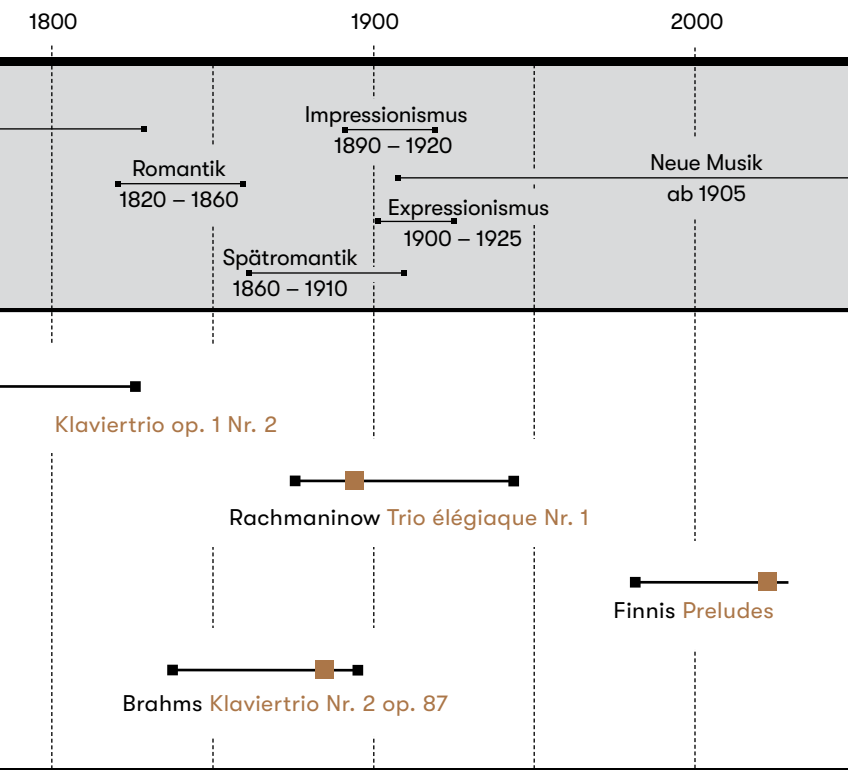 1800
1900
2000
Impressionismus
1890 – 1920
Romantik
1820 – 1860
Neue Musik
ab 1905
Expressionismus
1900 – 1925
Spätromantik
1860 – 1910
Klaviertrio op. 1 Nr. 2
Rachmaninow Trio élégiaque Nr. 1
Finnis Preludes
Brahms Klaviertrio Nr. 2 op. 87